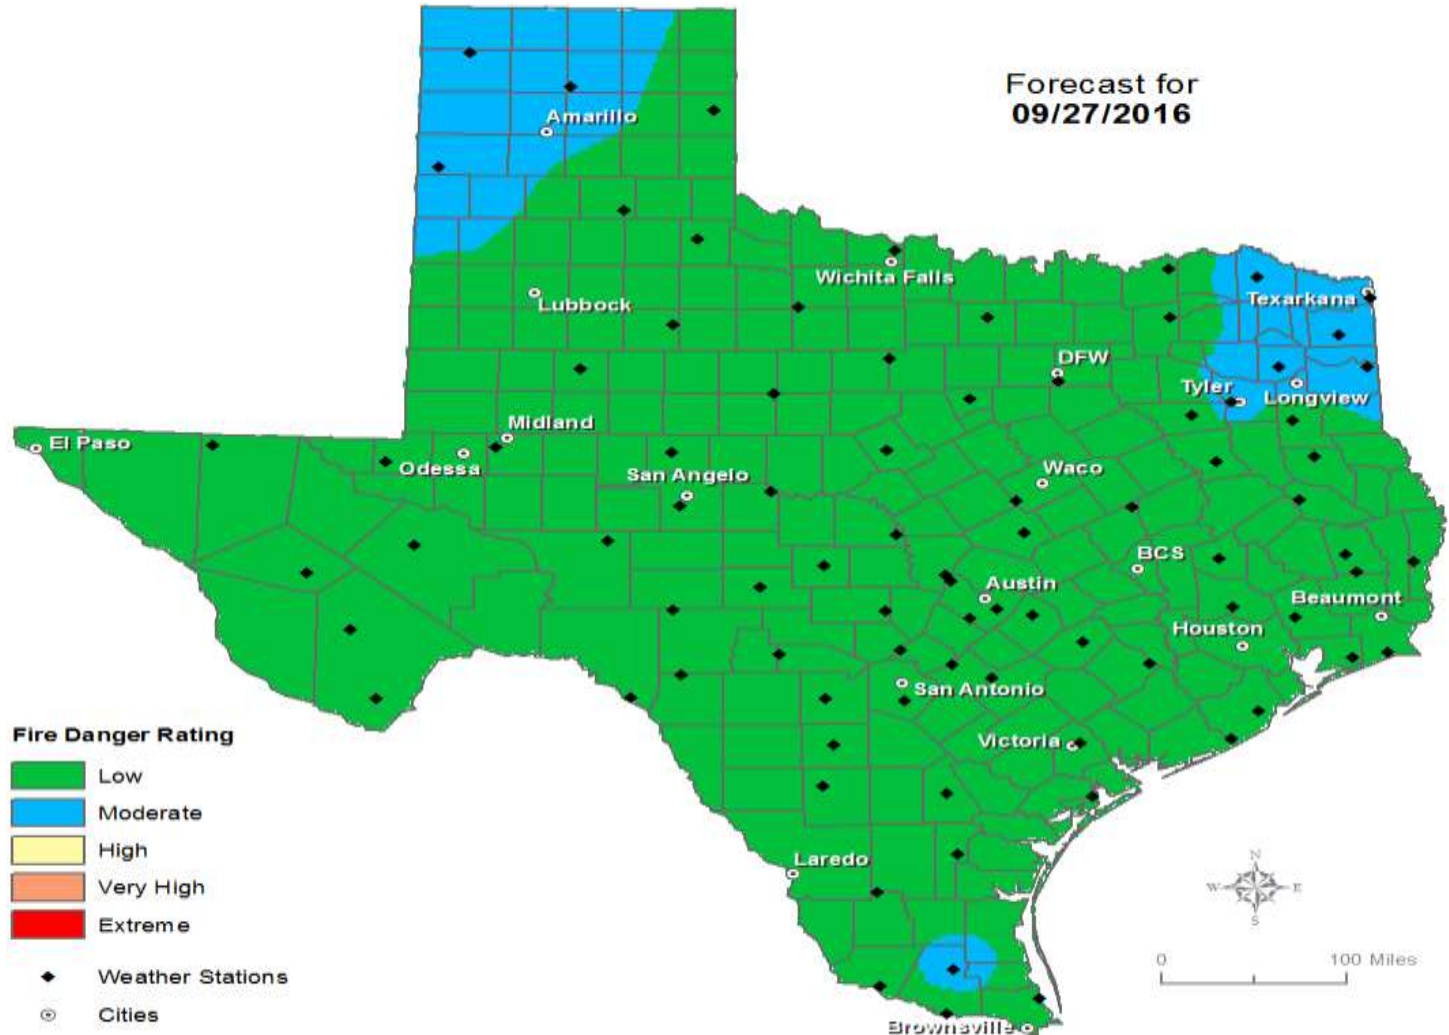 Forecast for
09/27/2016
Amarillo
Wichita Falls
Lubbock
Texarkana
DFW
Tyler
Longview
Midland
El Paso
Odessa
San Angelo
Waco
BCS
Austin
Beaumont
Houston
San Antonio
Victoria
Fire Danger Rating
Low
Moderate
High
Very High
Extreme
Weather Stations
Cities
Laredo
Brownsville
N
W E
S
0 100 Miles